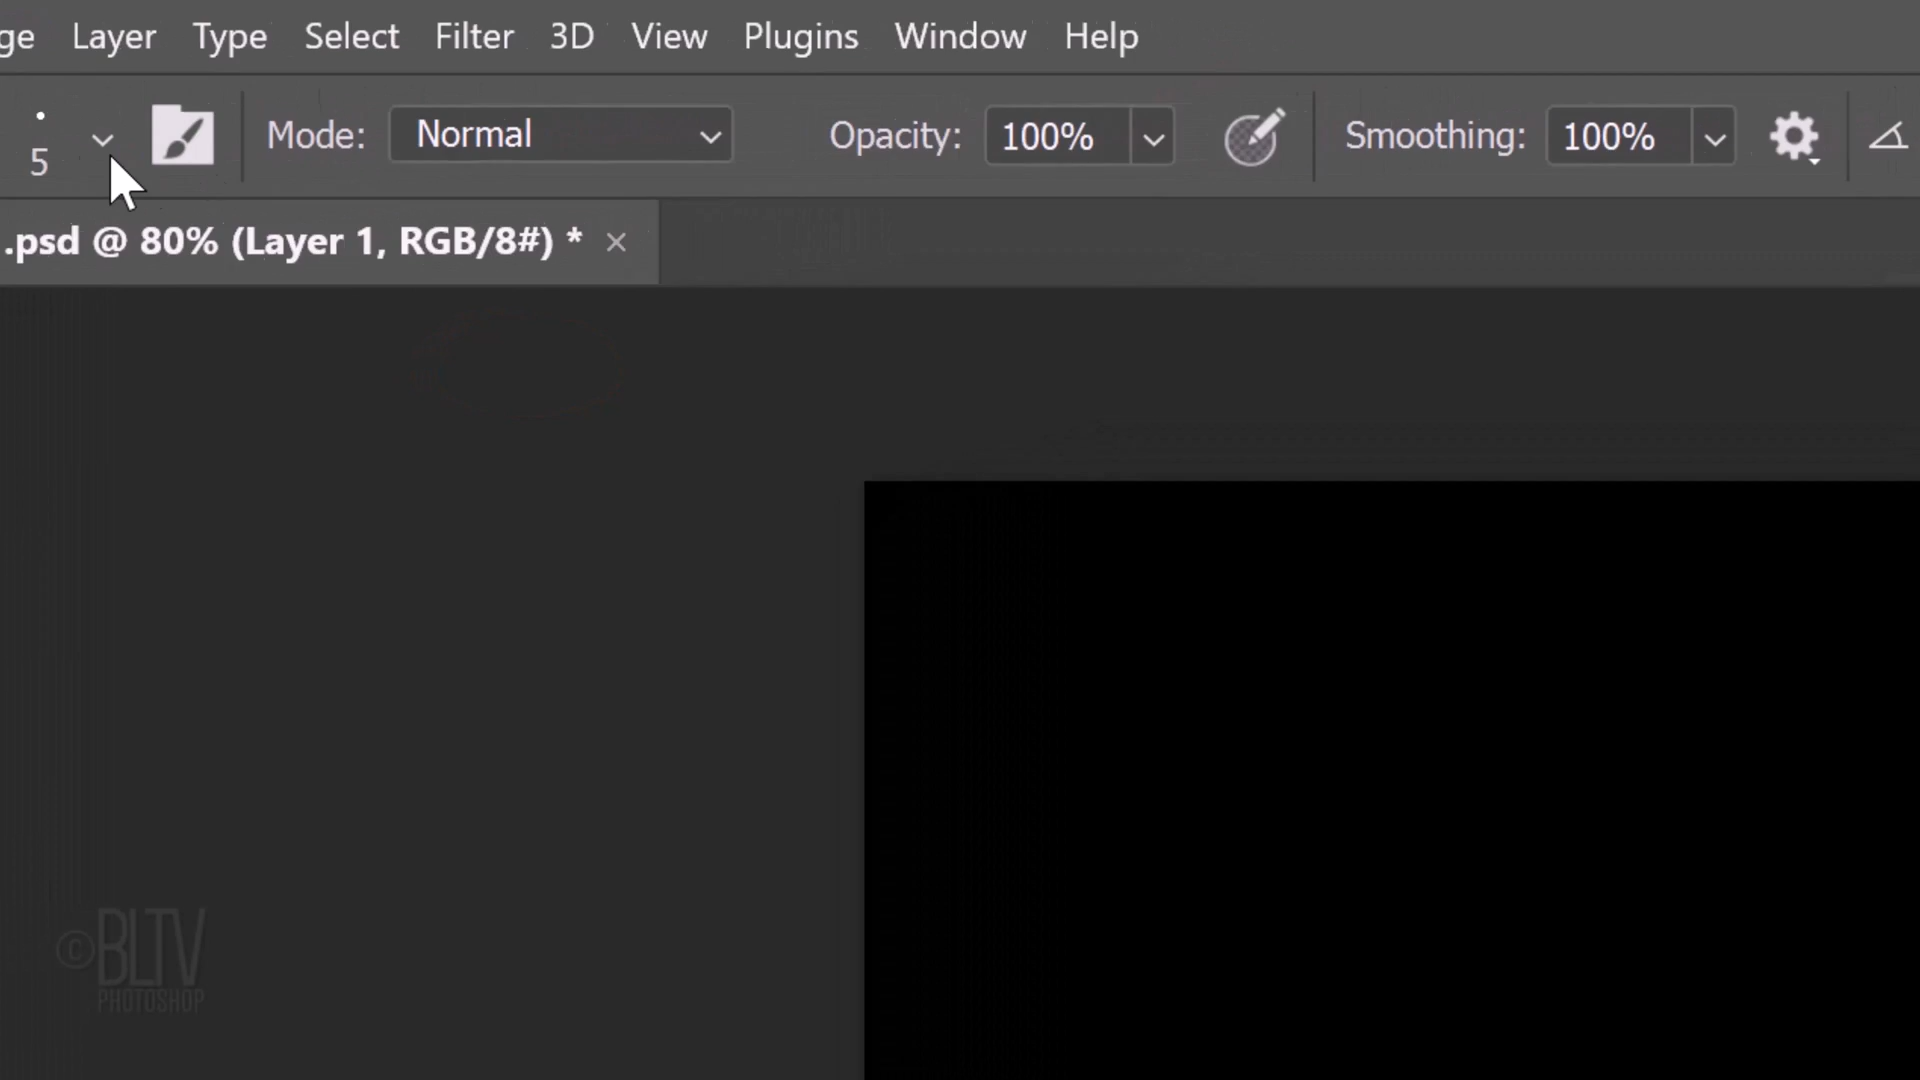 ge Layer Type Select Filter 3D View Plugins Window Help
5 Mode: Normal Opacity: 100% Smoothing: 100%
.psd @ 80% (Layer 1, RGB/8#) * ×
©BLTV
PHOTOSHOP